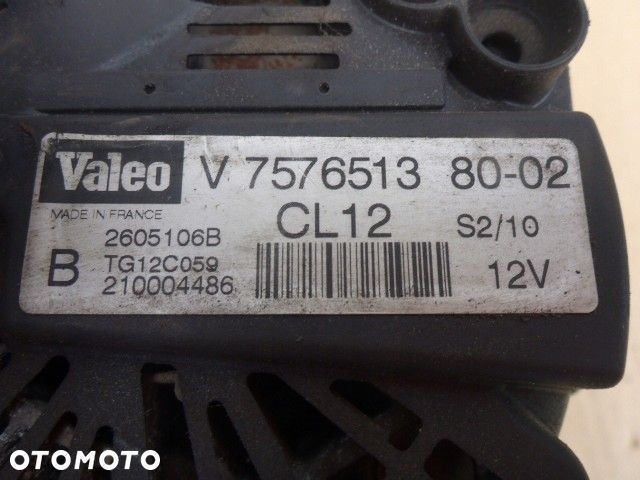 Valeo V 7576513 80-02
MADE IN FRANCE CL12 S2/10
2605106B
B TG12C059 12V
210004486
OTOMOTO